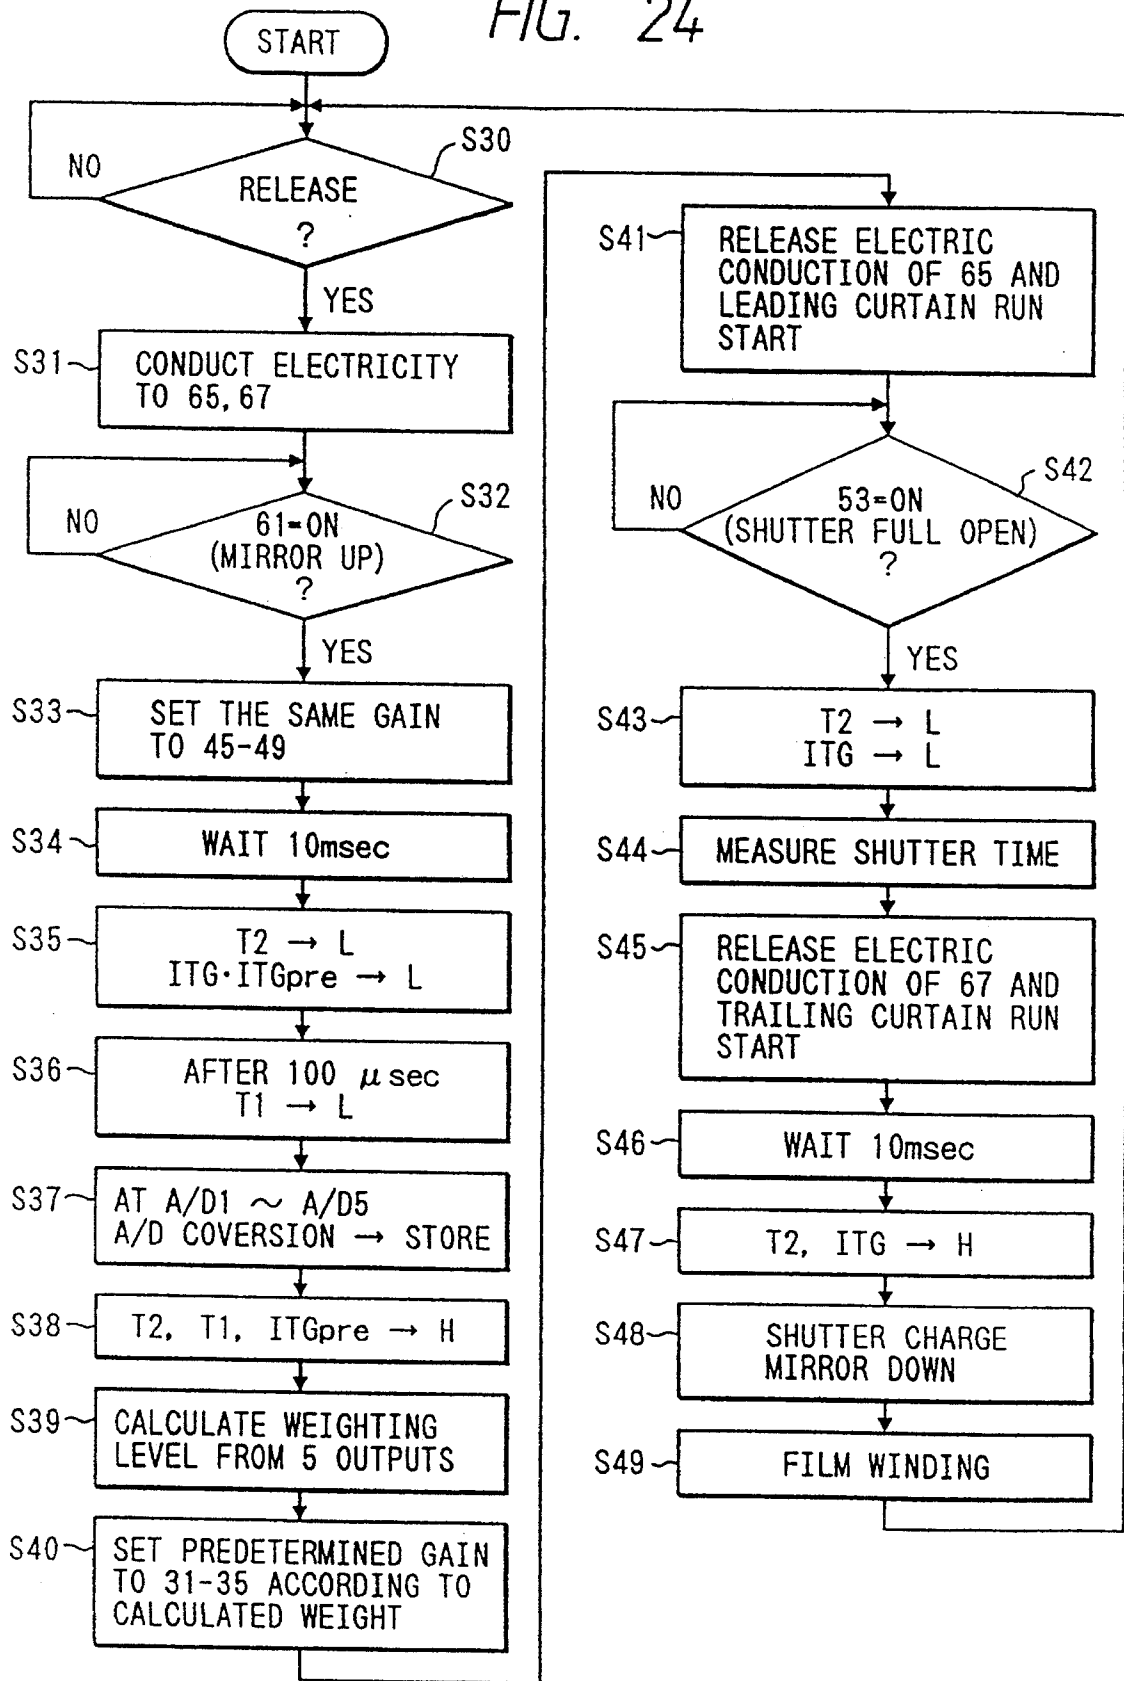 FIG. 24
START
S30
NO
RELEASE
?
YES
S31
CONDUCT ELECTRICITY
TO 65, 67
S32
NO
61=ON
(MIRROR UP)
?
YES
S33
SET THE SAME GAIN
TO 45-49
S34
WAIT 10msec
S35
T2 → L
ITG·ITGpre → L
S36
AFTER 100 μsec
T1 → L
S37
AT A/D1 ~ A/D5
A/D COVERSION → STORE
S38
T2, T1, ITGpre → H
S39
CALCULATE WEIGHTING
LEVEL FROM 5 OUTPUTS
S40
SET PREDETERMINED GAIN
TO 31-35 ACCORDING TO
CALCULATED WEIGHT
S41
RELEASE ELECTRIC
CONDUCTION OF 65 AND
LEADING CURTAIN RUN
START
S42
NO
53=ON
(SHUTTER FULL OPEN)
?
YES
S43
T2 → L
ITG → L
S44
MEASURE SHUTTER TIME
S45
RELEASE ELECTRIC
CONDUCTION OF 67 AND
TRAILING CURTAIN RUN
START
S46
WAIT 10msec
S47
T2, ITG → H
S48
SHUTTER CHARGE
MIRROR DOWN
S49
FILM WINDING